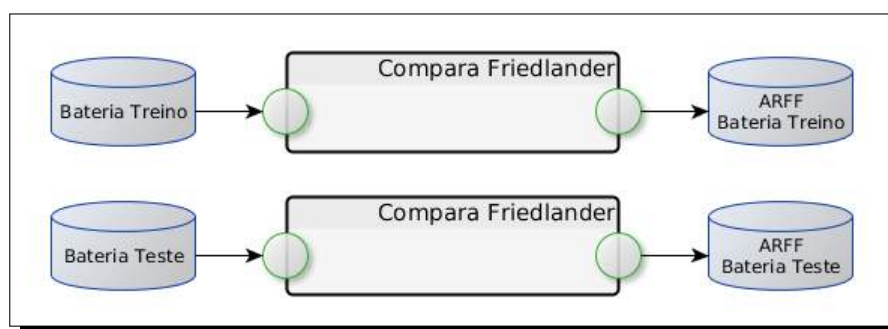 Compara Friedlander
Bateria Treino
ARFF
Bateria Treino
Compara Friedlander
Bateria Teste
ARFF
Bateria Teste